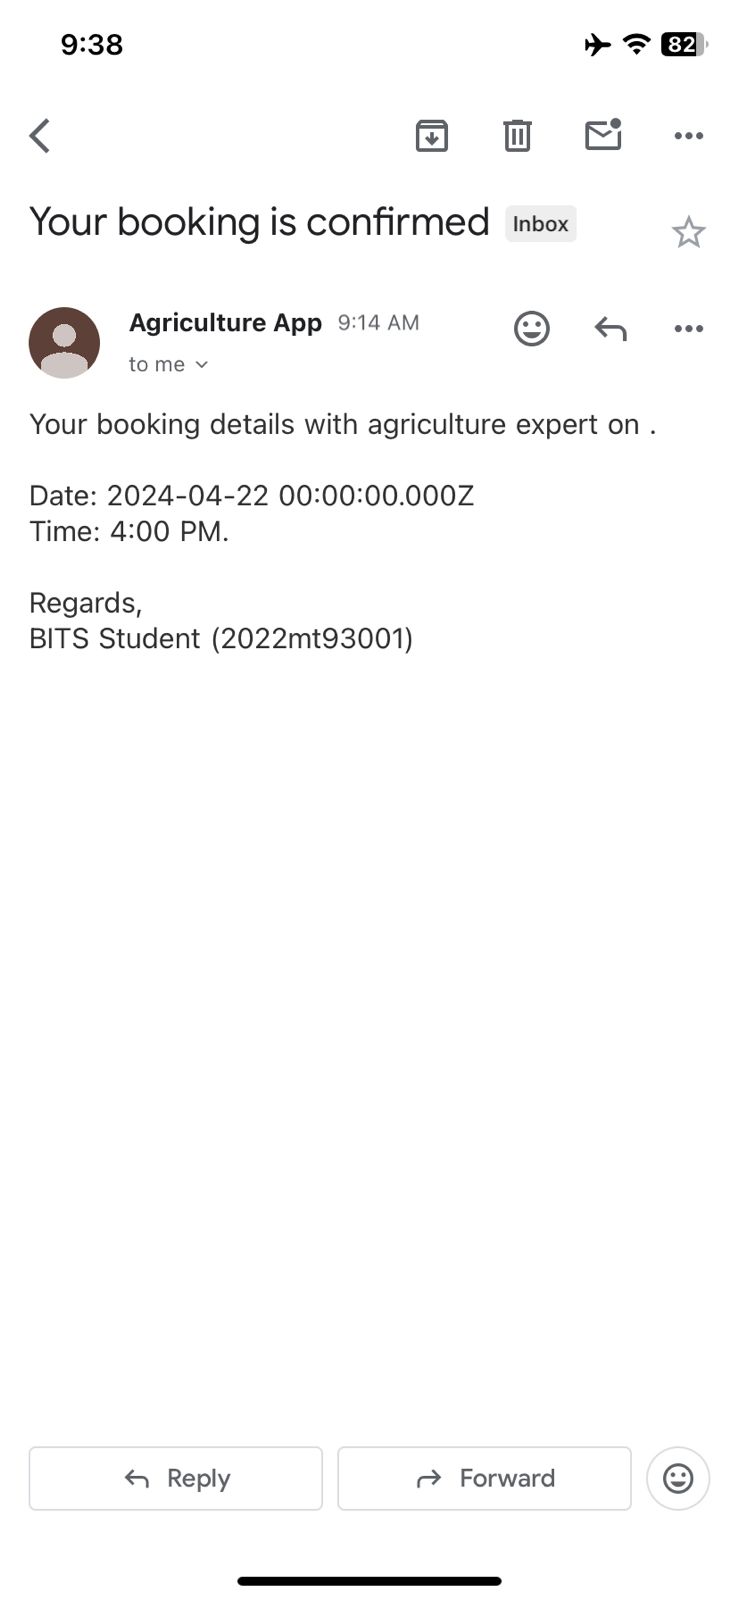 9:38
82
Your booking is confirmed Inbox
Agriculture App 9:14 AM
to me
Your booking details with agriculture expert on .
Date: 2024-04-22 00:00:00.000Z
Time: 4:00 PM.
Regards,
BITS Student (2022mt93001)
Reply
Forward